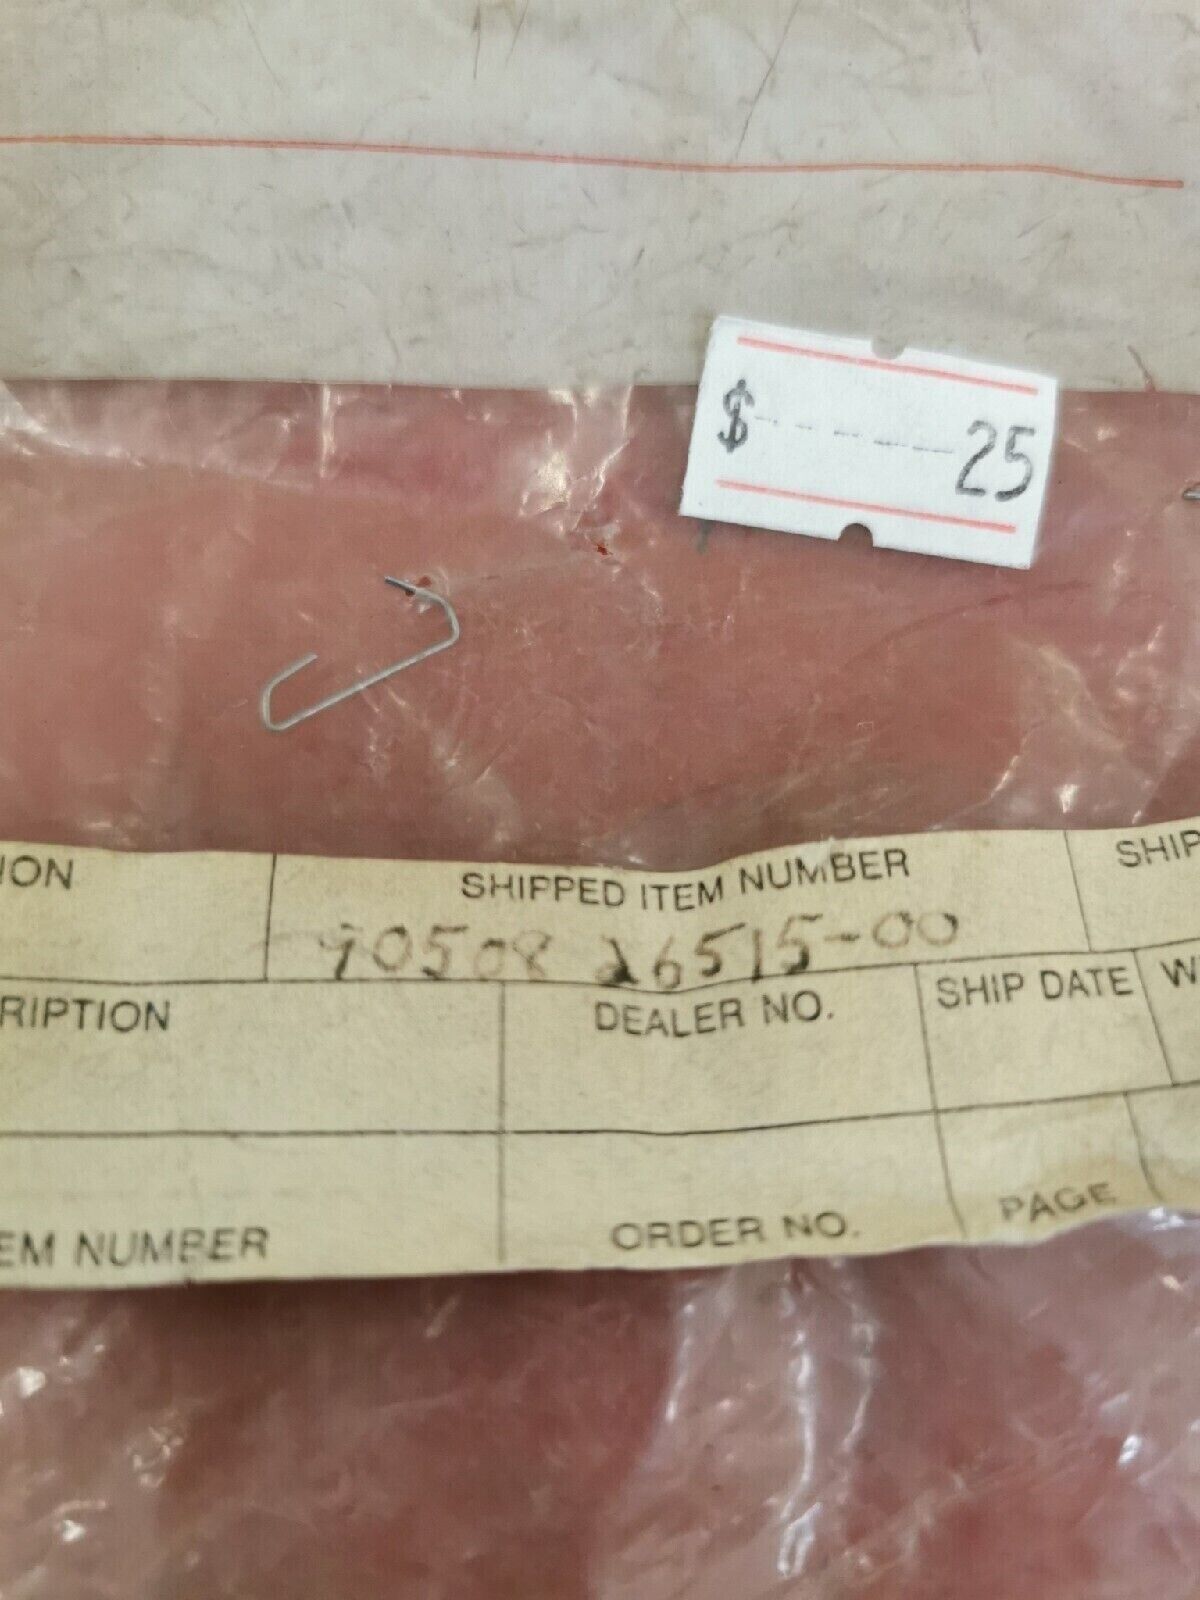 $------25
ION SHIPPED ITEM NUMBER SHIP
90508 26515-00
RIPTION DEALER NO. SHIP DATE W
EM NUMBER ORDER NO. PAGE